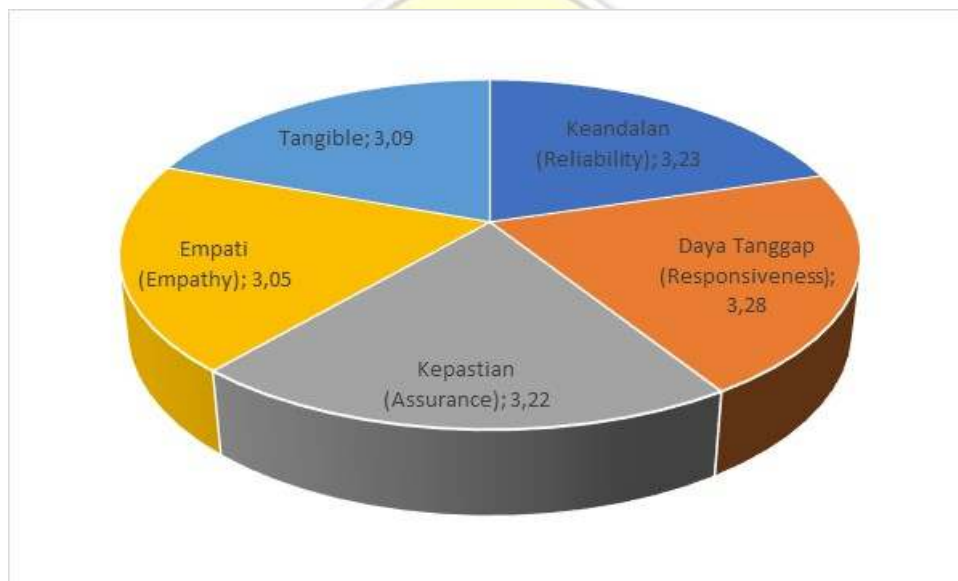 Tangible; 3,09
Keandalan
(Reliability); 3,23
Empati
(Empathy); 3,05
Daya Tanggap
(Responsiveness);
3,28
Kepastian
(Assurance); 3,22